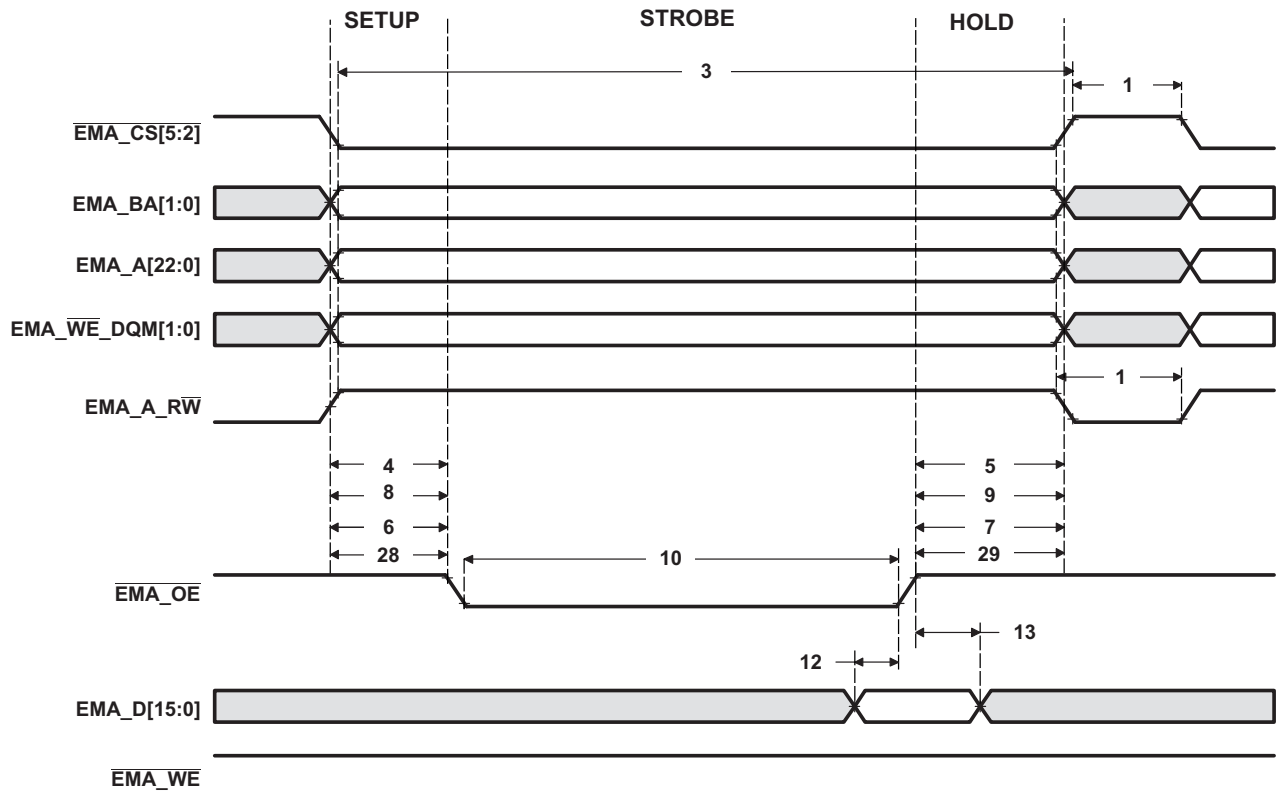 SETUP STROBE HOLD
3
1
EMA_CS[5:2]
EMA_BA[1:0]
EMA_A[22:0]
EMA_WE_DQM[1:0]
1
EMA_A_RW
4 5
8 9
6 7
28 10 29
EMA_OE
13
12
EMA_D[15:0]
EMA_WE